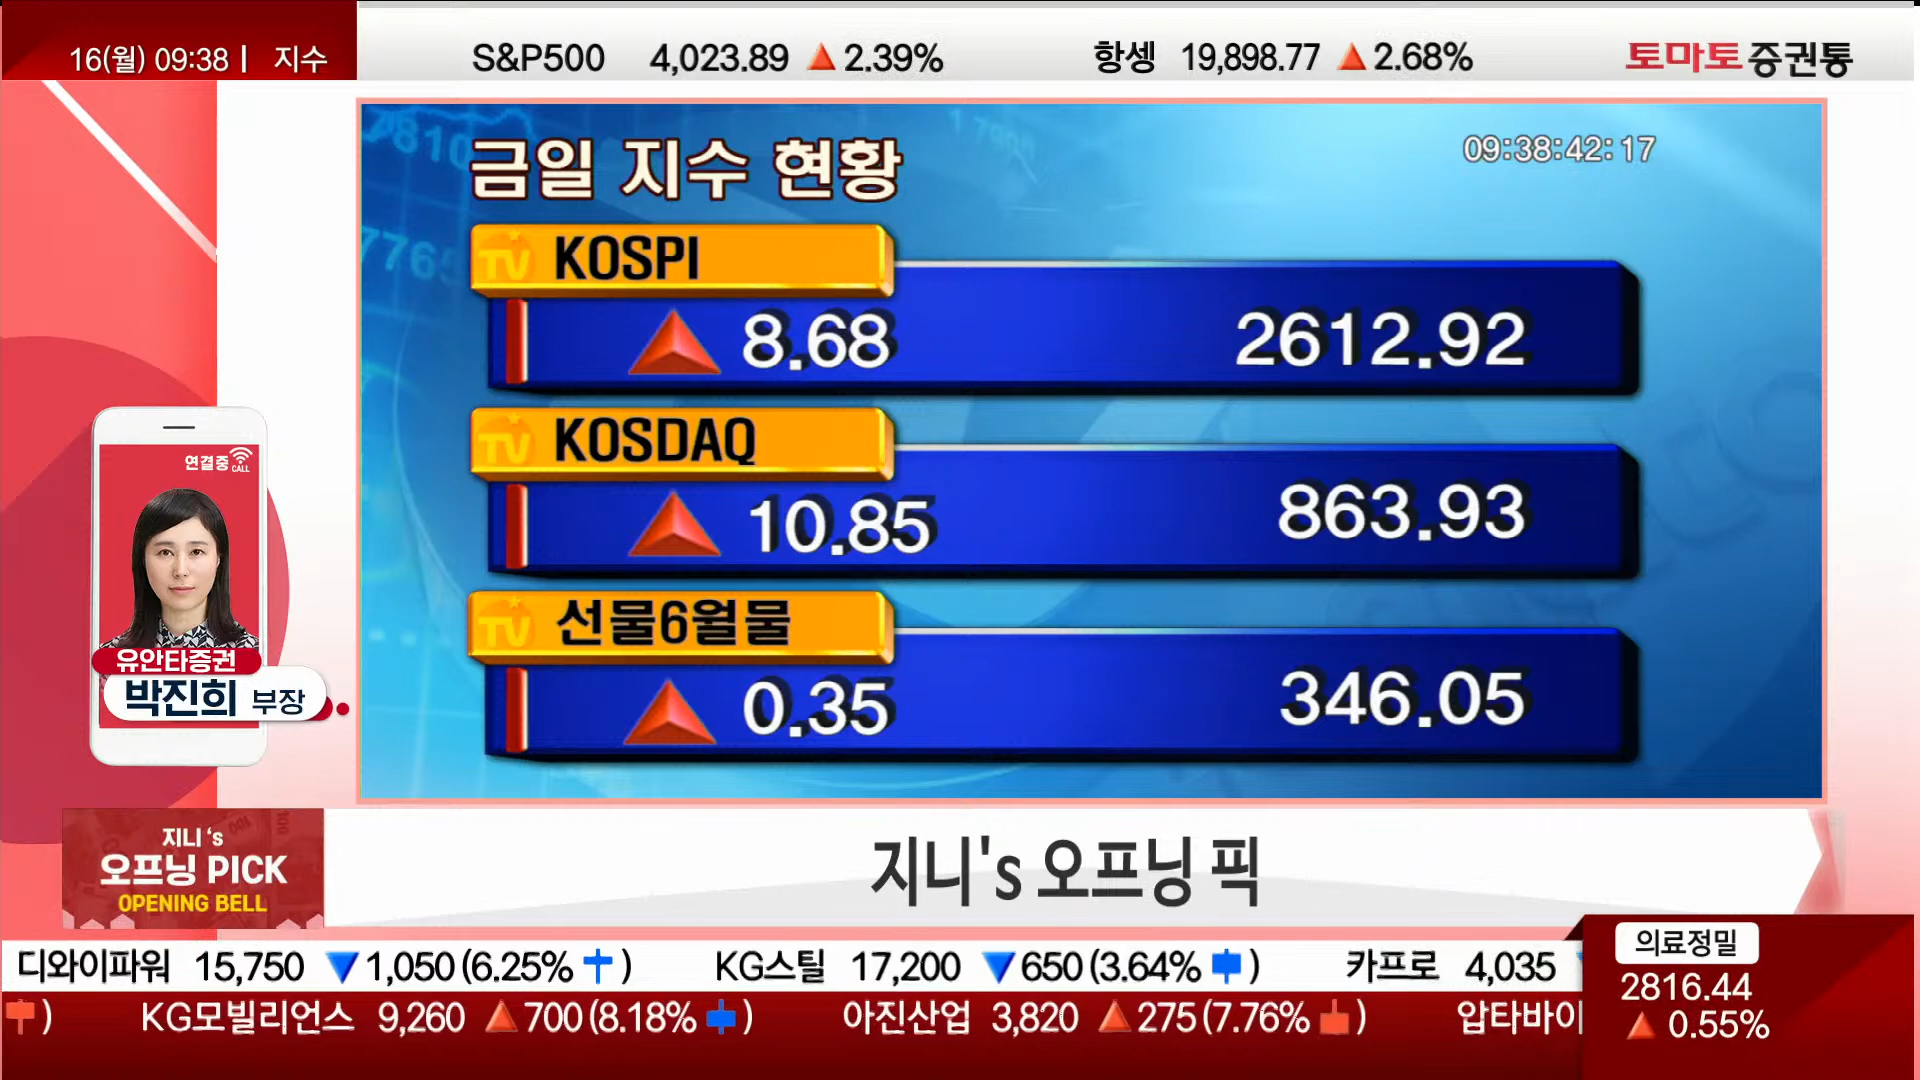 16(월) 09:38 | 지수
S&P500 4,023.89 ▲ 2.39% 항셍 19,898.77 ▲ 2.68%
토마토증권통
금일 지수 현황
09:38:42:17
TV KOSPI
▲ 8.68 2612.92
TV KOSDAQ
▲ 10.85 863.93
TV 선물6월물
▲ 0.35 346.05
연결중 CALL
유안타증권
박진희 부장
지니‘s
오프닝 PICK
OPENING BELL
지니's 오프닝 픽
디와이파워 15,750 ▼1,050 (6.25% ) KG스틸 17,200 ▼650 (3.64% ) 카프로 4,035
) KG모빌리언스 9,260 ▲700 (8.18% ) 아진산업 3,820 ▲275 (7.76% ) 압타바이
의료정밀
2816.44
▲ 0.55%